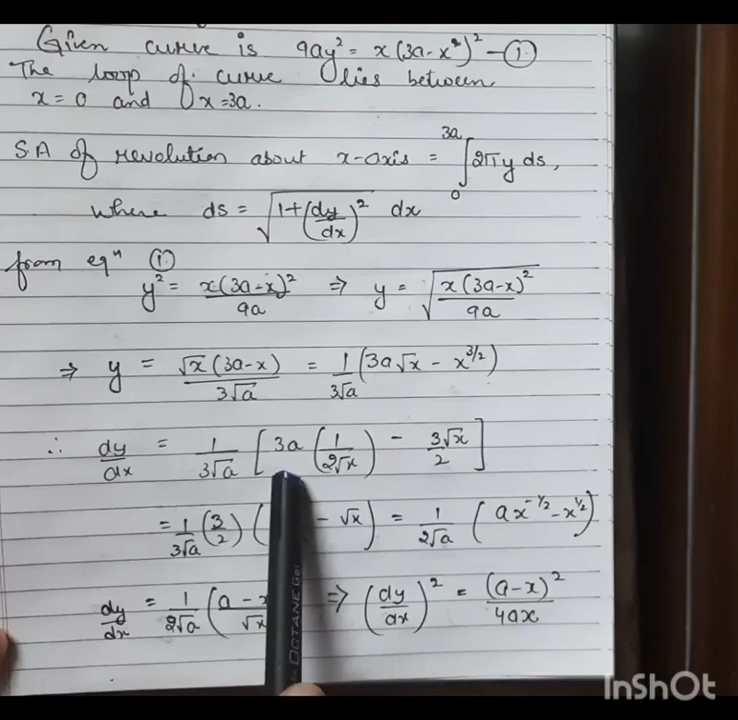 Given curve is 9ay² = x(3a-x²)² - ①
The loop of curve lies between
x=0 and x=3a.
S.A of revolution about x-axis = ∫₀³ᵃ 2πy ds,
where ds = √(1+(dy/dx)²) dx
from eqⁿ ①
y² = x(3a-x)²/9a ⇒ y = √(x(3a-x)²/9a)
⇒ y = √x(3a-x)/3√a = 1/3√a (3a√x - x^3/2)
∴ dy/dx = 1/3√a [3a (1/2√x) - 3√x/2]
= 1/3√a (3/2) ( - √x) = 1/2√a (ax^-1/2 - x^1/2)
dy/dx = 1/2√a (a-x/√x ⇒ (dy/dx)² = (a-x)²/4ax
OCTANE Gel
InShOt